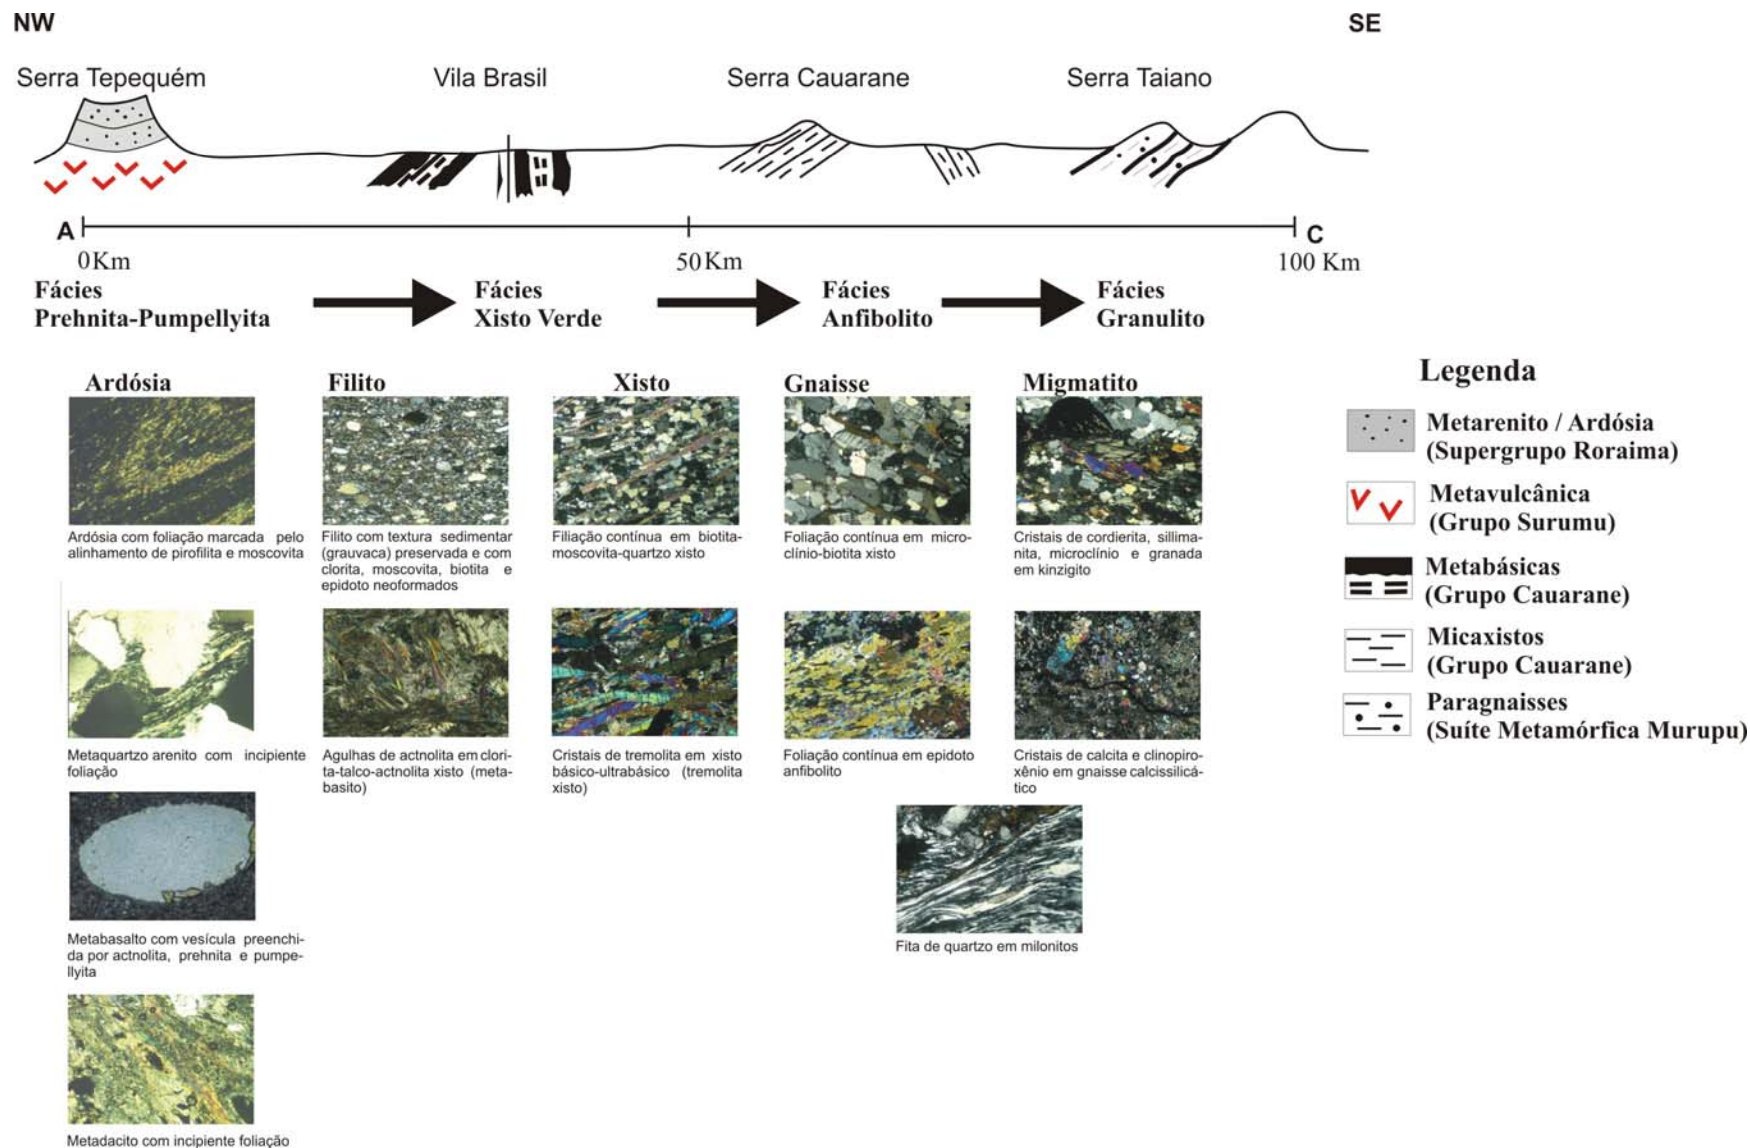 NW
SE
Serra Tepequém
Vila Brasil
Serra Cauarane
Serra Taiano
A
C
0Km
50Km
100 Km
Fácies
Prehnita-Pumpellyita
Fácies
Xisto Verde
Fácies
Anfibolito
Fácies
Granulito
Ardósia
Filito
Xisto
Gnaisse
Migmatito
Ardósia com foliação marcada pelo
alinhamento de pirofilita e moscovita
Filito com textura sedimentar
(grauvaca) preservada e com
clorita, moscovita, biotita e
epidoto neoformados
Filiação contínua em biotita-
moscovita-quartzo xisto
Foliação contínua em micro-
clínio-biotita xisto
Cristais de cordierita, sillima-
nita, microclínio e granada
em kinzigito
Metaquartzo arenito com incipiente
foliação
Agulhas de actnolita em clori-
ta-talco-actnolita xisto (meta-
basito)
Cristais de tremolita em xisto
básico-ultrabásico (tremolita
xisto)
Foliação contínua em epidoto
anfibolito
Cristais de calcita e clinopiro-
xênio em gnaisse calcissilicá-
tico
Metabasalto com vesícula preenchi-
da por actnolita, prehnita e pumpe-
llyita
Fita de quartzo em milonitos
Metadacito com incipiente foliação
Legenda
Metarenito / Ardósia
(Supergrupo Roraima)
Metavulcânica
(Grupo Surumu)
Metabásicas
(Grupo Cauarane)
Micaxistos
(Grupo Cauarane)
Paragnaisses
(Suíte Metamórfica Murupu)